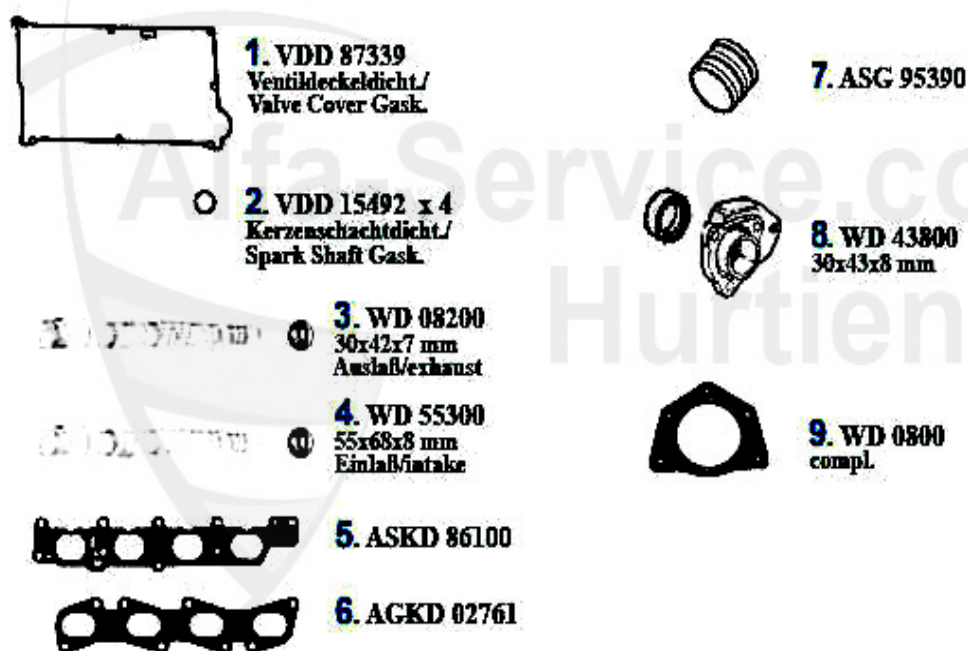 1. VDD 87339
Ventildeckeldicht./
Valve Cover Gask.
2. VDD 15492 x 4
Kerzenschachtdicht./
Spark Shaft Gask.
3. WD 08200
30x42x7 mm
Auslaß/exhaust
4. WD 55300
55x68x8 mm
Einlaß/intake
5. ASKD 86100
6. AGKD 02761
7. ASG 95390
8. WD 43800
30x43x8 mm
9. WD 0800
compl.
Alfa-Service.co
Hurtien